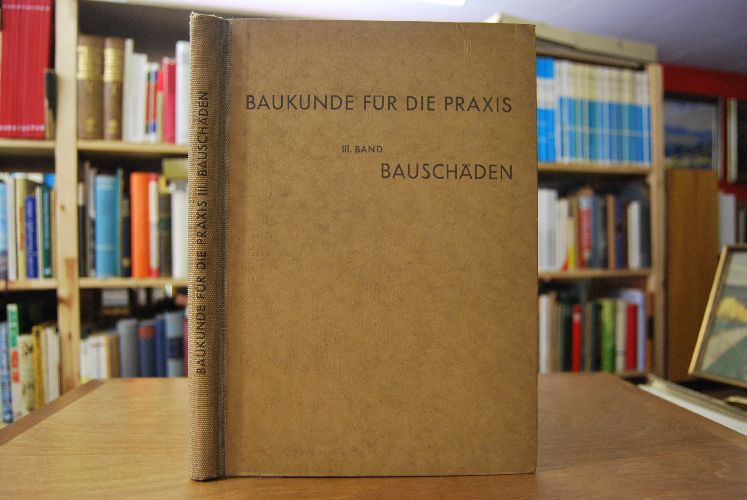 BAUKUNDE FÜR DIE PRAXIS III. BAUSCHÄDEN
BAUKUNDE FÜR DIE PRAXIS
III. BAND
BAUSCHÄDEN